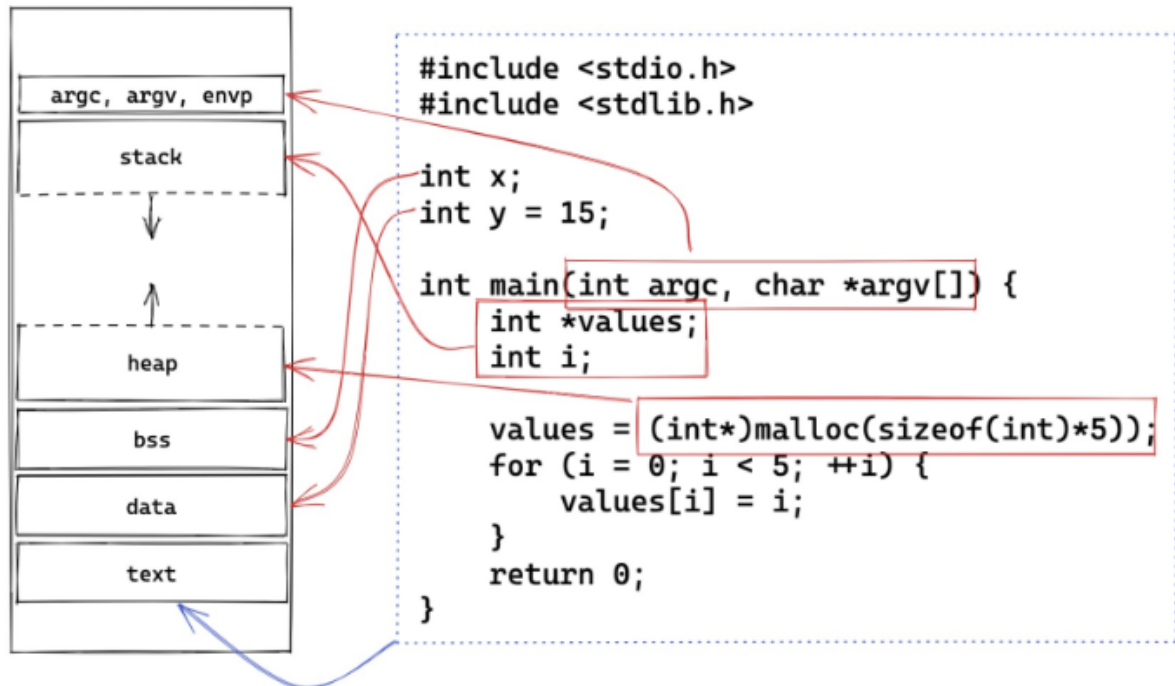 argc, argv, envp
stack
heap
bss
data
text
#include <stdio.h>
#include <stdlib.h>
int x;
int y = 15;
int main(int argc, char *argv[]) {
int *values;
int i;
values = (int*)malloc(sizeof(int)*5));
for (i = 0; i < 5; ++i) {
values[i] = i;
}
return 0;
}